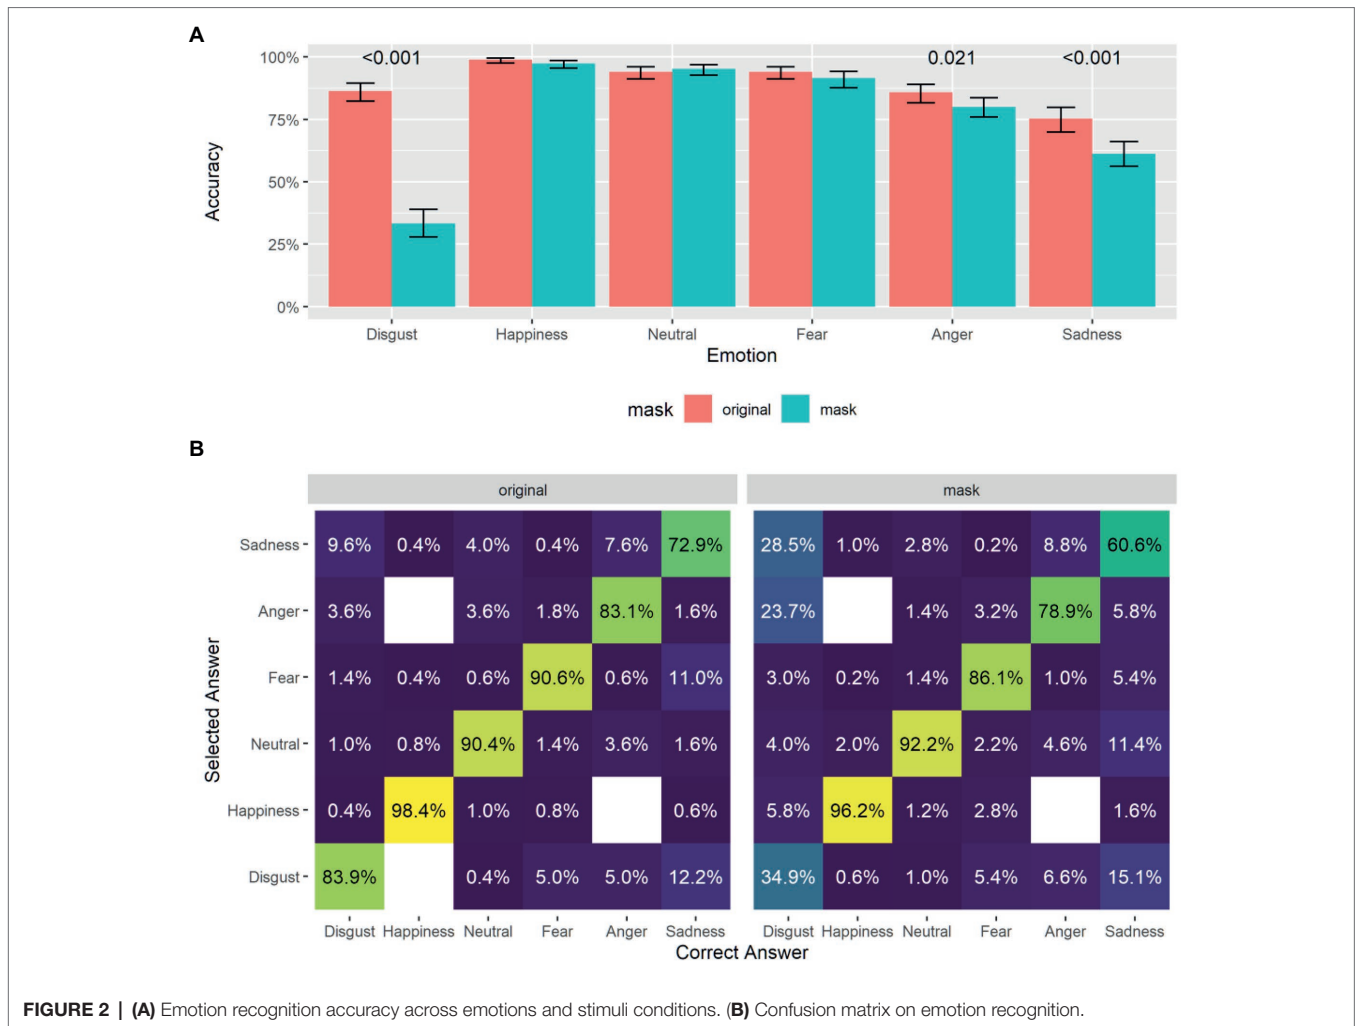 A
<0.001 0.021 <0.001
100%
75%
50%
25%
0%
Accuracy
Disgust Happiness Neutral Fear Anger Sadness
Emotion
mask original mask
B
original mask
Selected Answer
Sadness 9.6% 0.4% 4.0% 0.4% 7.6% 72.9% 28.5% 1.0% 2.8% 0.2% 8.8% 60.6%
Anger 3.6% 3.6% 1.8% 83.1% 1.6% 23.7% 1.4% 3.2% 78.9% 5.8%
Fear 1.4% 0.4% 0.6% 90.6% 0.6% 11.0% 3.0% 0.2% 1.4% 86.1% 1.0% 5.4%
Neutral 1.0% 0.8% 90.4% 1.4% 3.6% 1.6% 4.0% 2.0% 92.2% 2.2% 4.6% 11.4%
Happiness 0.4% 98.4% 1.0% 0.8% 0.6% 5.8% 96.2% 1.2% 2.8% 1.6%
Disgust 83.9% 0.4% 5.0% 5.0% 12.2% 34.9% 0.6% 1.0% 5.4% 6.6% 15.1%
Disgust Happiness Neutral Fear Anger Sadness Disgust Happiness Neutral Fear Anger Sadness
Correct Answer
FIGURE 2 | (A) Emotion recognition accuracy across emotions and stimuli conditions. (B) Confusion matrix on emotion recognition.